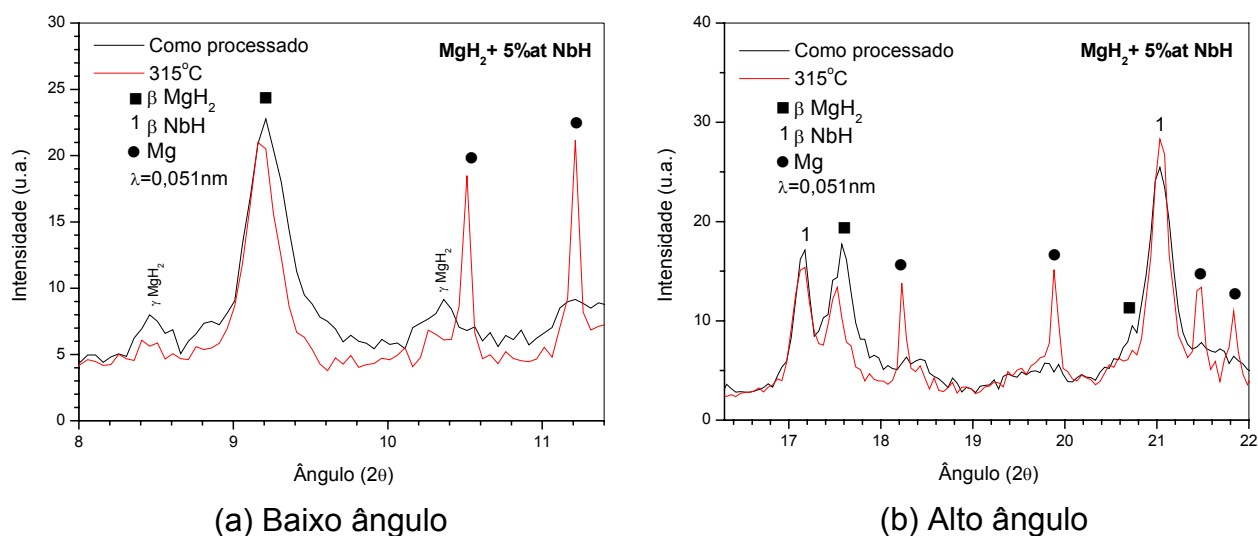 30
25
20
15
10
5
0
Intensidade (u.a.)
Como processado
315°C
■ β MgH₂
1 β NbH
● Mg
λ=0,051nm
MgH₂+ 5%at NbH
γ MgH₂
γ MgH₂
8 9 10 11
Ângulo (2θ)
(a) Baixo ângulo
40
30
20
10
0
Intensidade (u.a.)
Como processado
315°C
■ β MgH₂
1 β NbH
● Mg
λ=0,051nm
MgH₂+ 5%at NbH
1
1
17 18 19 20 21 22
Ângulo (2θ)
(b) Alto ângulo